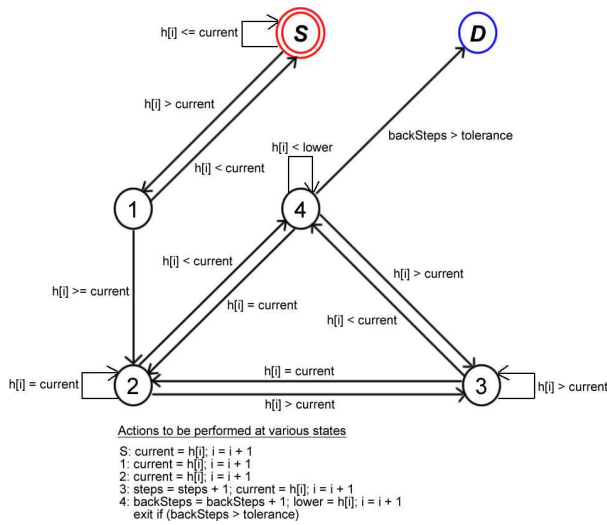 S
D
h[i] <= current
h[i] > current
h[i] < current
backSteps > tolerance
h[i] < lower
1
4
h[i] < current
h[i] > current
h[i] >= current
h[i] = current
h[i] < current
h[i] = current
h[i] = current
2
3
h[i] > current
h[i] > current
Actions to be performed at various states
S: current = h[i]; i = i + 1
1: current = h[i]; i = i + 1
2: current = h[i]; i = i + 1
3: steps = steps + 1; current = h[i]; i = i + 1
4: backSteps = backSteps + 1; lower = h[i]; i = i + 1
exit if (backSteps > tolerance)